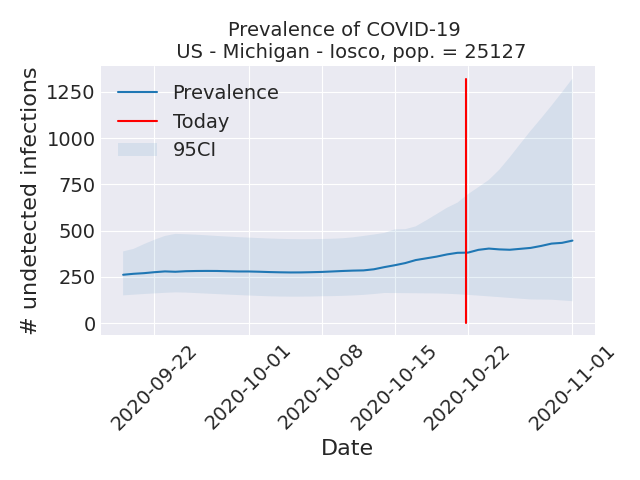 Prevalence of COVID-19
US - Michigan - Iosco, pop. = 25127
# undetected infections
1250
1000
750
500
250
0
Prevalence
Today
95CI
2020-09-22
2020-10-01
2020-10-08
2020-10-15
2020-10-22
2020-11-01
Date